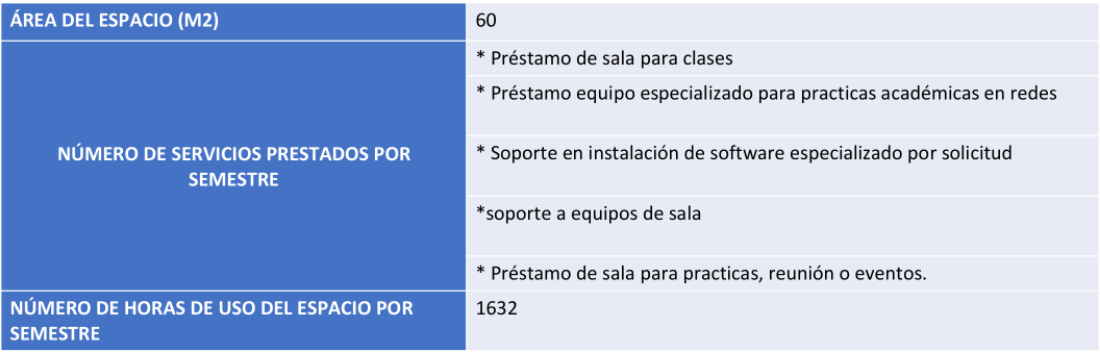 ÁREA DEL ESPACIO (M2)
60
NÚMERO DE SERVICIOS PRESTADOS POR
SEMESTRE
* Préstamo de sala para clases
* Préstamo equipo especializado para practicas académicas en redes
* Soporte en instalación de software especializado por solicitud
*soporte a equipos de sala
* Préstamo de sala para practicas, reunión o eventos.
NÚMERO DE HORAS DE USO DEL ESPACIO POR
SEMESTRE
1632